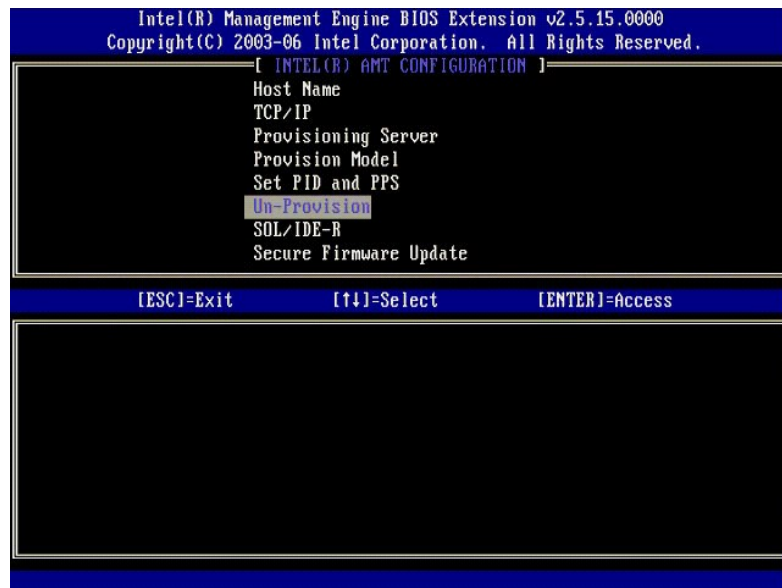 Intel(R) Management Engine BIOS Extension v2.5.15.0000
Copyright(C) 2003-06 Intel Corporation. All Rights Reserved.
[ INTEL(R) AMT CONFIGURATION ]
Host Name
TCP/IP
Provisioning Server
Provision Model
Set PID and PPS
Un-Provision
SOL/IDE-R
Secure Firmware Update
[ESC]=Exit [↑↓]=Select [ENTER]=Access